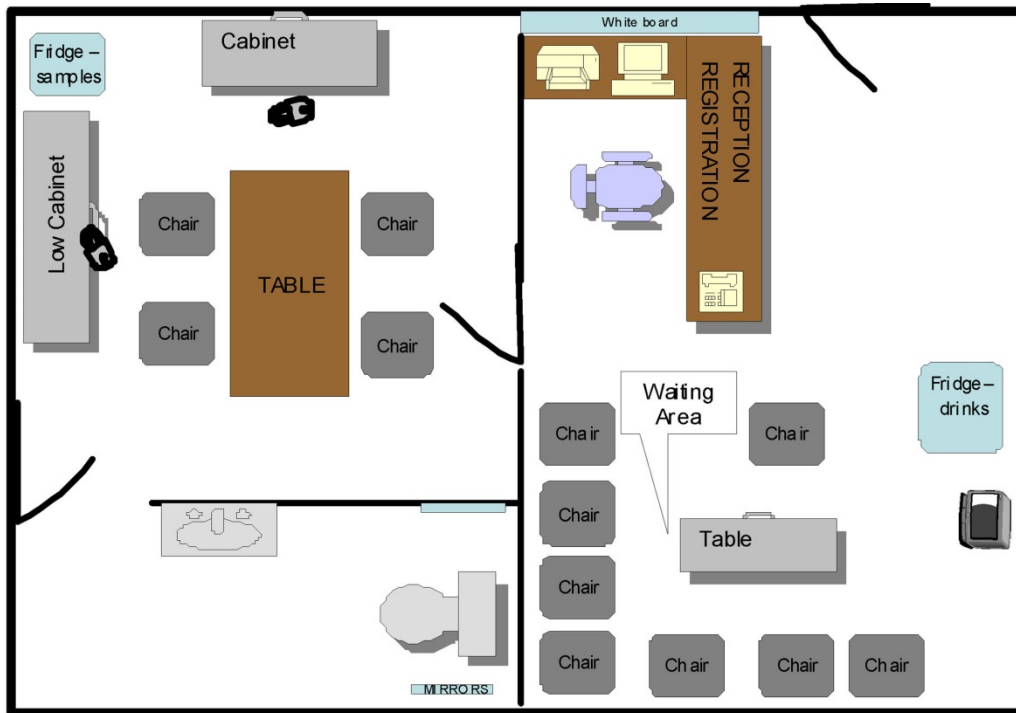 White board
Cabinet
Fridge –
samples
RECEPTION
REGISTRATION
Low Cabinet
Chair
Chair
TABLE
Chair
Chair
Waiting
Area
Fridge –
drinks
Chair
Chair
Chair
Table
Chair
Chair
Chair
Chair
Chair
MIRRORS